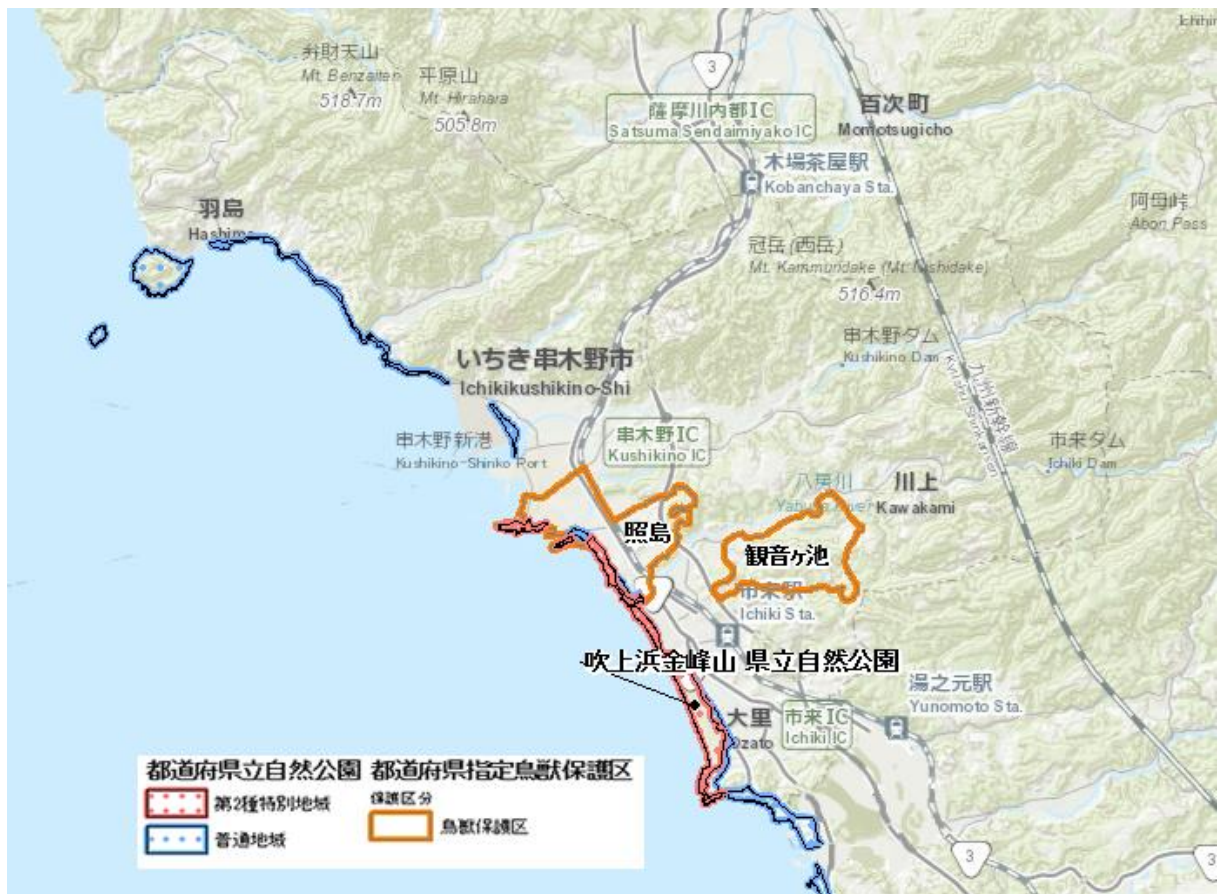 Ichihi
弁財天山
Mt. Benzaiten
518.7m
平原山
Mt. Hirahara
505.8m
3
薩摩川内都IC
Satsuma Sendaimiyako IC
百次町
Momotsugicho
木場茶屋駅
Kobanchaya Sta.
阿母峠
Abon Pass
羽島
Hashima
冠岳(西岳)
Mt. Kammuridake (Mt. Nishidake)
516.4m
串木野ダム
Kushikino Dam
いちき串木野市
Ichikikushikino-Shi
九州新幹線
Kyushu Shinkansen
串木野新港
Kushikino-Shinko Port
串木野IC
Kushikino IC
市来ダム
Ichiki Dam
八房川
川上
Kawakami
照島
観音ヶ池
市来駅
Ichiki Sta.
吹上浜金峰山 県立自然公園
湯之元駅
Yunomoto Sta.
大里
Ozato
市来IC
Ichiki IC
都道府県立自然公園 都道府県指定鳥獣保護区
第2種特別地域
普通地域
保護区分
鳥獣保護区
3
3